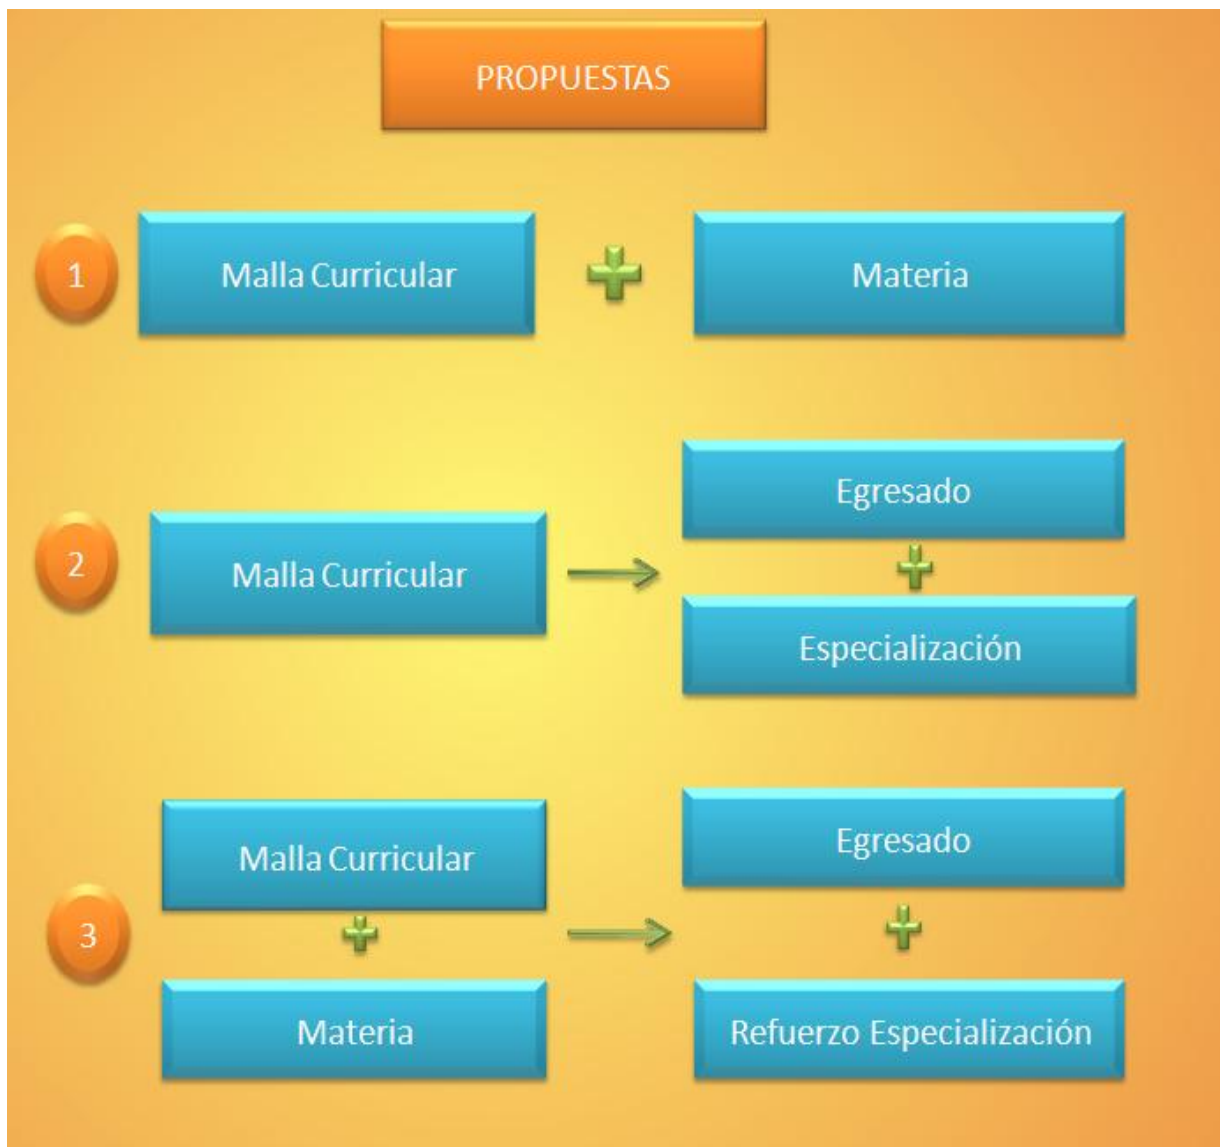 PROPUESTAS
1
Malla Curricular
Materia
2
Malla Curricular
Egresado
Especialización
3
Malla Curricular
Materia
Egresado
Refuerzo Especialización